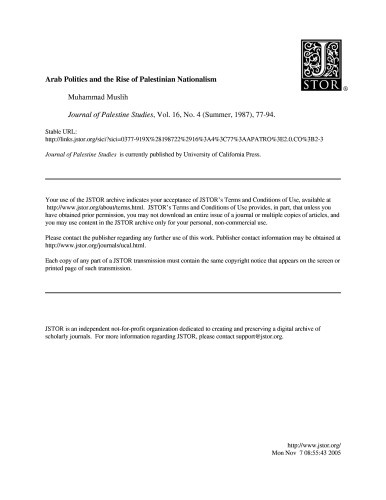 JSTOR®
Arab Politics and the Rise of Palestinian Nationalism
Muhammad Muslih
Journal of Palestine Studies, Vol. 16, No. 4 (Summer, 1987), 77-94.
Stable URL:
http://links.jstor.org/sici?sici=0377-919X%28198722%2916%3A4%3C77%3AAPATRO%3E2.0.CO%3B2-3
Journal of Palestine Studies is currently published by University of California Press.
Your use of the JSTOR archive indicates your acceptance of JSTOR's Terms and Conditions of Use, available at
http://www.jstor.org/about/terms.html. JSTOR's Terms and Conditions of Use provides, in part, that unless you
have obtained prior permission, you may not download an entire issue of a journal or multiple copies of articles, and
you may use content in the JSTOR archive only for your personal, non-commercial use.
Please contact the publisher regarding any further use of this work. Publisher contact information may be obtained at
http://www.jstor.org/journals/ucal.html.
Each copy of any part of a JSTOR transmission must contain the same copyright notice that appears on the screen or
printed page of such transmission.
JSTOR is an independent not-for-profit organization dedicated to creating and preserving a digital archive of
scholarly journals. For more information regarding JSTOR, please contact support@jstor.org.
http://www.jstor.org/
Mon Nov 7 08:55:43 2005